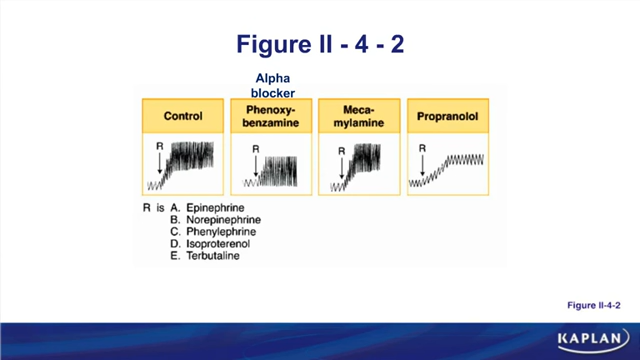 Figure II - 4 - 2
Alpha
blocker
Control
Phenoxy-
benzamine
Meca-
mylamine
Propranolol
R
R
R
R
R is A. Epinephrine
B. Norepinephrine
C. Phenylephrine
D. Isoproterenol
E. Terbutaline
Figure II-4-2
KAPLAN